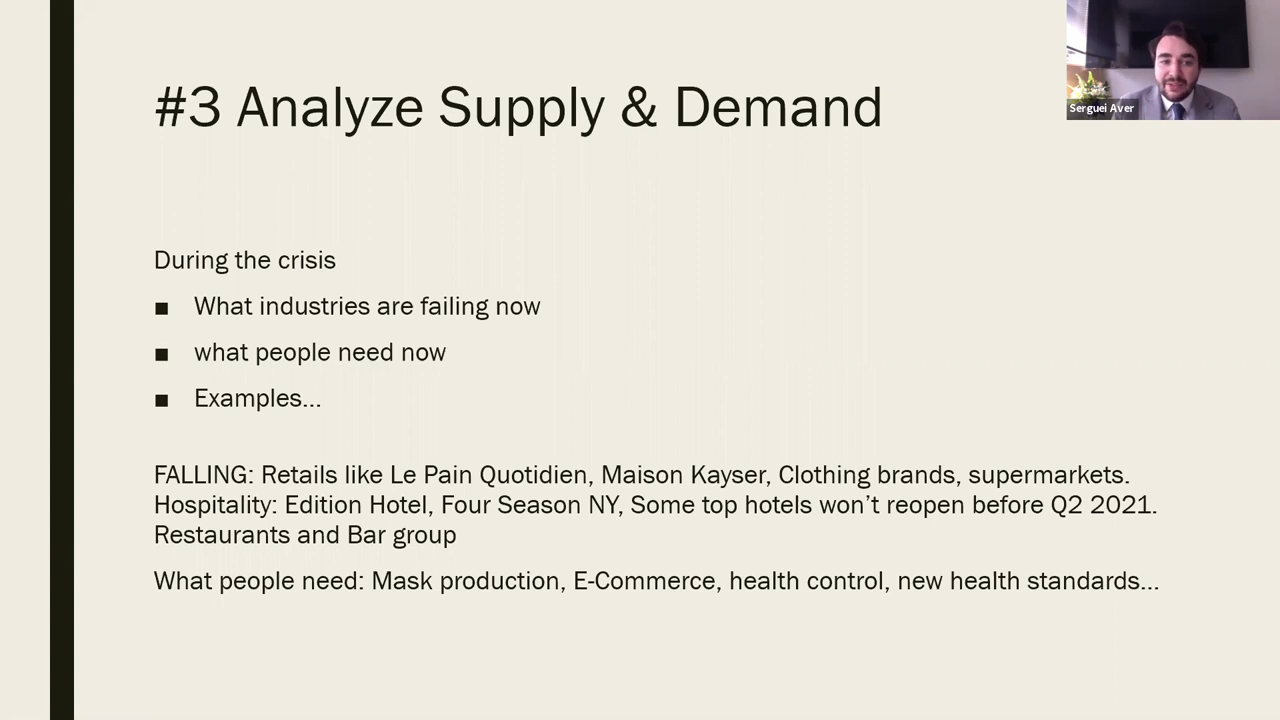 #3 Analyze Supply & Demand
Serguei Aver
During the crisis
■ What industries are failing now
■ what people need now
■ Examples...
FALLING: Retails like Le Pain Quotidien, Maison Kayser, Clothing brands, supermarkets.
Hospitality: Edition Hotel, Four Season NY, Some top hotels won’t reopen before Q2 2021.
Restaurants and Bar group
What people need: Mask production, E-Commerce, health control, new health standards...